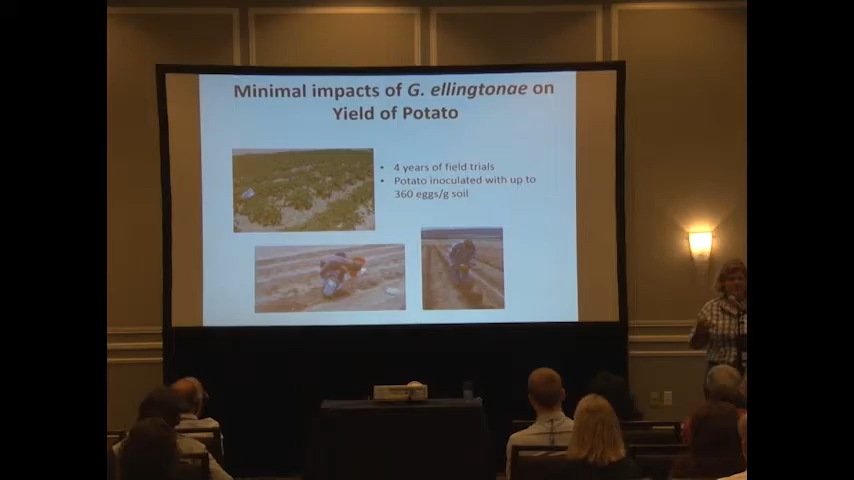 Minimal impacts of G. ellingtonae on
Yield of Potato
• 4 years of field trials
• Potato inoculated with up to
360 eggs/g soil